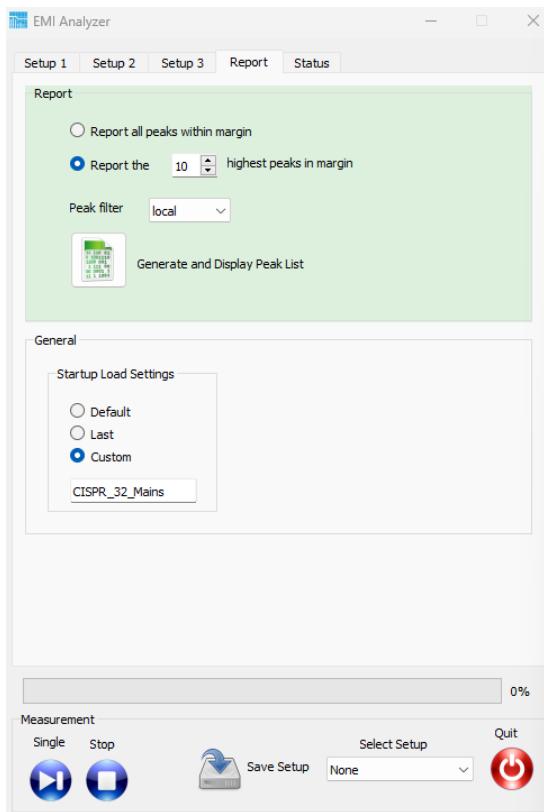 EMI Analyzer
Setup 1 Setup 2 Setup 3 Report Status
Report
Report all peaks within margin
Report the 10 highest peaks in margin
Peak filter local
Generate and Display Peak List
General
Startup Load Settings
Default
Last
Custom
CISPR_32_Mains
0%
Measurement
Single Stop Select Setup Quit
Save Setup None